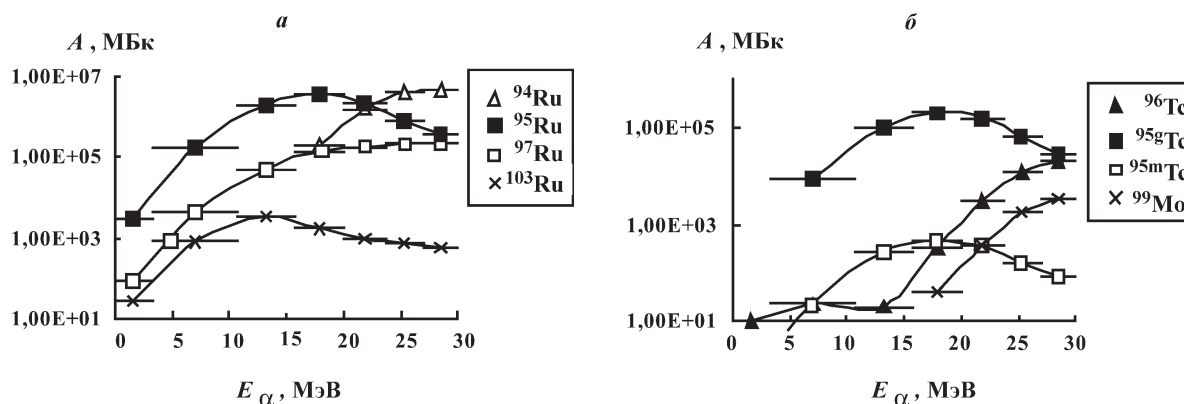 а
A , МБк
1,00E+07
1,00E+05
1,00E+03
1,00E+01
0 5 10 15 20 25 30
E α , МэВ
94Ru
95Ru
97Ru
103Ru
б
A , МБк
1,00E+05
1,00E+03
1,00E+01
0 5 10 15 20 25 30
E α , МэВ
96Tc
95gTc
95mTc
99Mo